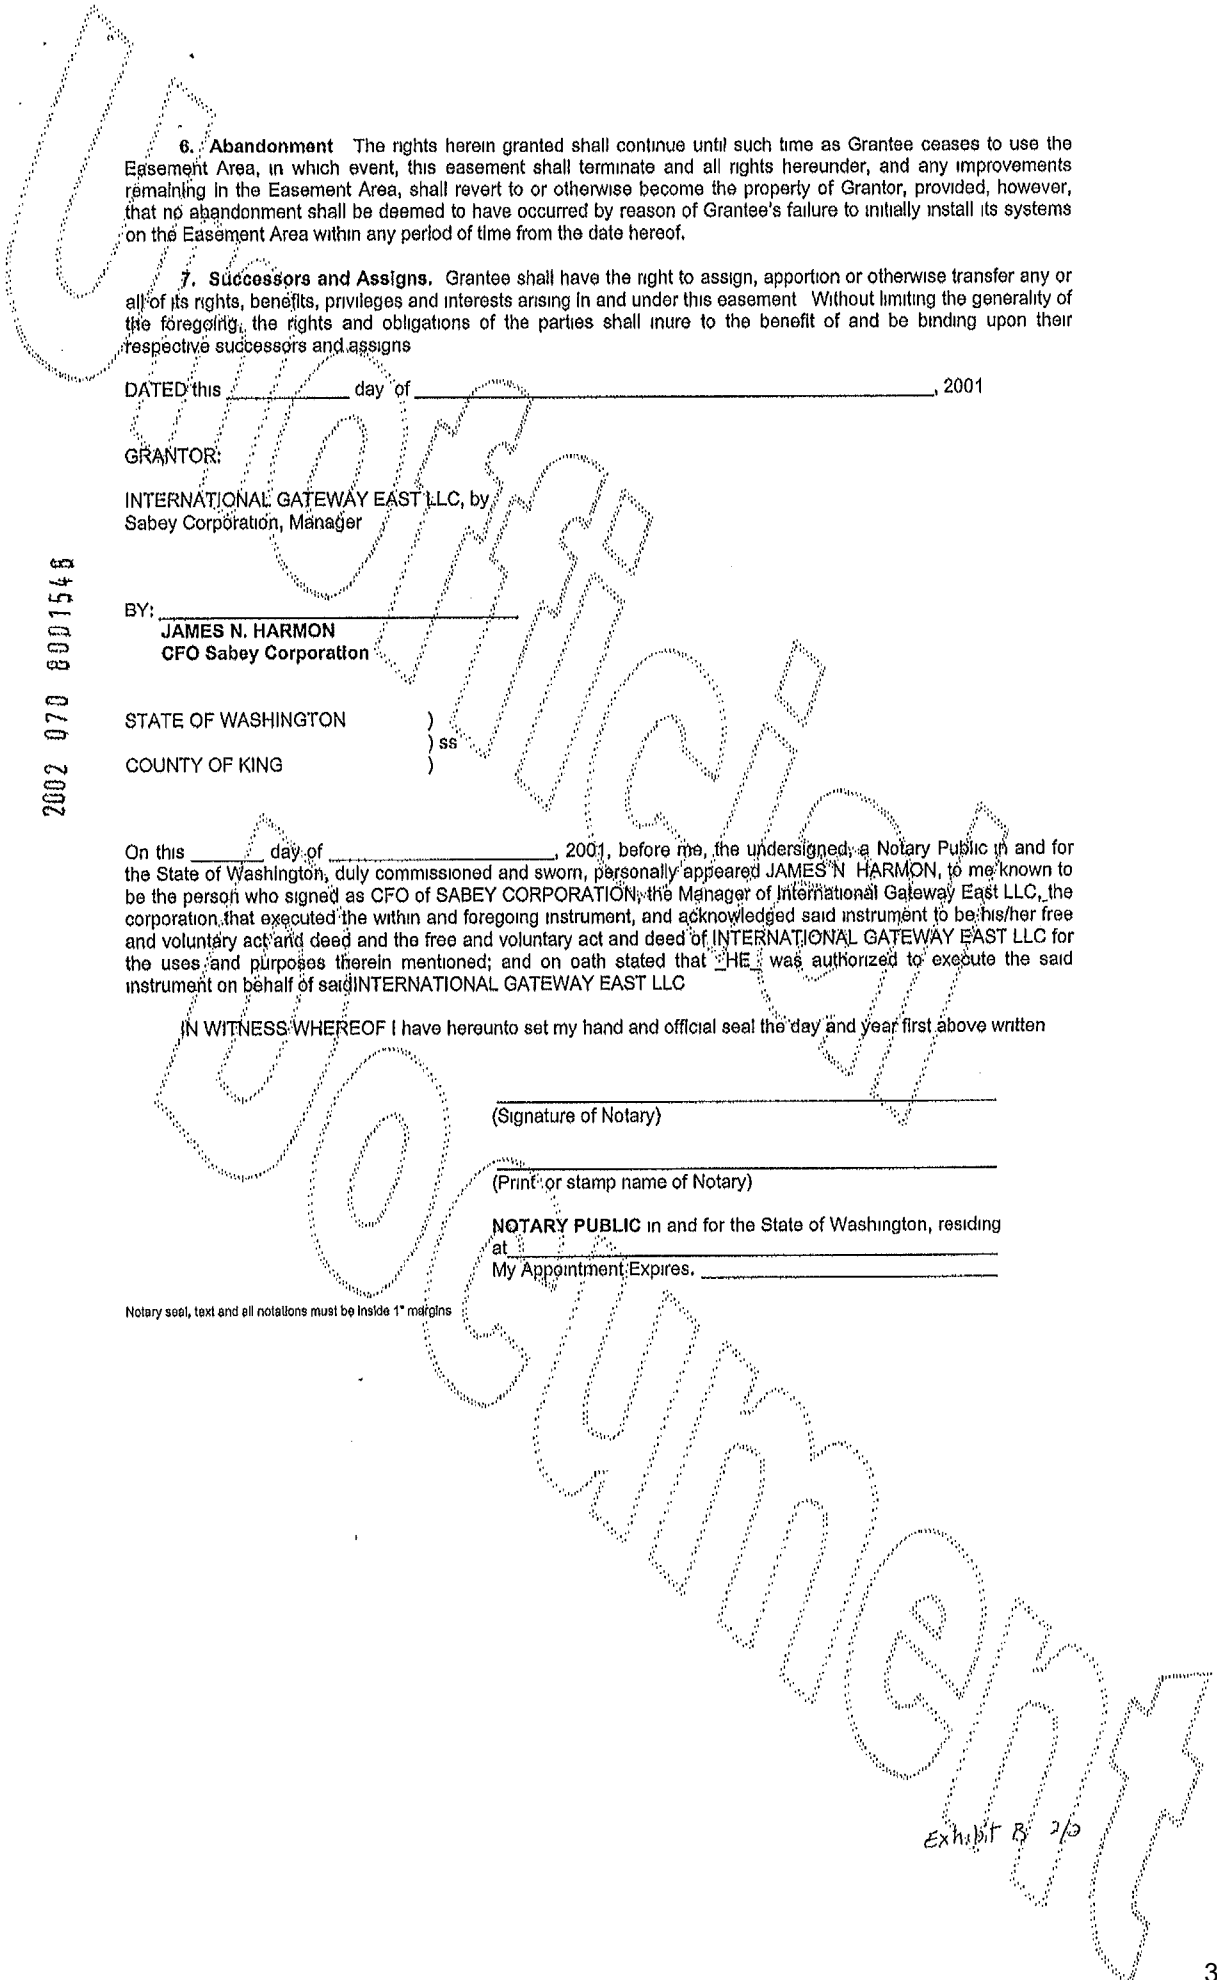 6. Abandonment The rights herein granted shall continue until such time as Grantee ceases to use the
Easement Area, in which event, this easement shall terminate and all rights hereunder, and any improvements
remaining in the Easement Area, shall revert to or otherwise become the property of Grantor, provided, however,
that no abandonment shall be deemed to have occurred by reason of Grantee's failure to initially install its systems
on the Easement Area within any period of time from the date hereof.
7. Successors and Assigns. Grantee shall have the right to assign, apportion or otherwise transfer any or
all of its rights, benefits, privileges and interests arising in and under this easement Without limiting the generality of
the foregoing, the rights and obligations of the parties shall inure to the benefit of and be binding upon their
respective successors and assigns
DATED this ____________ day of ____________________, 2001
GRANTOR:
INTERNATIONAL GATEWAY EAST LLC, by
Sabey Corporation, Manager
BY: ____________________
JAMES N. HARMON
CFO Sabey Corporation
STATE OF WASHINGTON )
) ss
COUNTY OF KING )
On this _______ day of ____________________, 2001, before me, the undersigned, a Notary Public in and for
the State of Washington, duly commissioned and sworn, personally appeared JAMES N HARMON, to me known to
be the person who signed as CFO of SABEY CORPORATION, the Manager of International Gateway East LLC, the
corporation that executed the within and foregoing instrument, and acknowledged said instrument to be his/her free
and voluntary act and deed and the free and voluntary act and deed of INTERNATIONAL GATEWAY EAST LLC for
the uses and purposes therein mentioned; and on oath stated that _HE_ was authorized to execute the said
instrument on behalf of said INTERNATIONAL GATEWAY EAST LLC
IN WITNESS WHEREOF I have hereunto set my hand and official seal the day and year first above written
(Signature of Notary)
(Print or stamp name of Notary)
NOTARY PUBLIC in and for the State of Washington, residing
at ____________________
My Appointment Expires. ____________________
Notary seal, text and all notations must be inside 1" margins
2002 070 8001548
Unofficial Document
Exhibit B 2/2
3